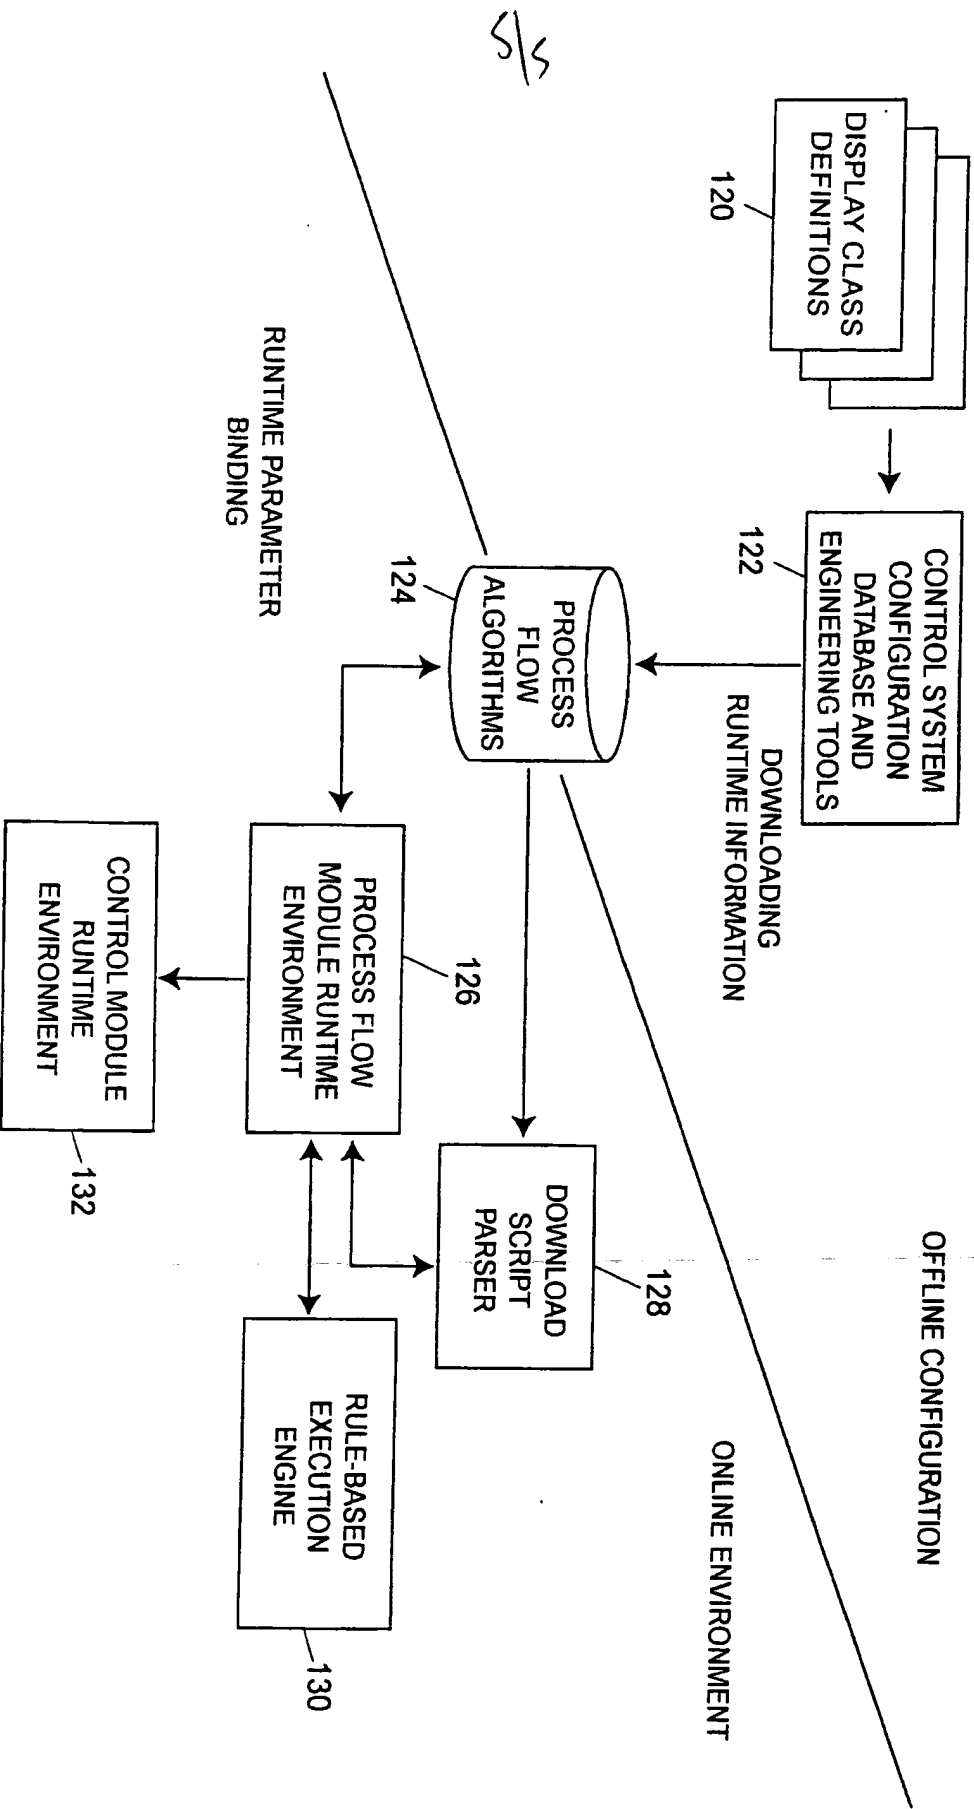 5/5
DISPLAY CLASS
DEFINITIONS
120
CONTROL SYSTEM
CONFIGURATION
DATABASE AND
ENGINEERING TOOLS
122
OFFLINE CONFIGURATION
DOWNLOADING
RUNTIME INFORMATION
ONLINE ENVIRONMENT
PROCESS
FLOW
ALGORITHMS
124
DOWNLOAD
SCRIPT
PARSER
128
RUNTIME PARAMETER
BINDING
PROCESS FLOW
MODULE RUNTIME
ENVIRONMENT
126
RULE-BASED
EXECUTION
ENGINE
130
CONTROL MODULE
RUNTIME
ENVIRONMENT
132